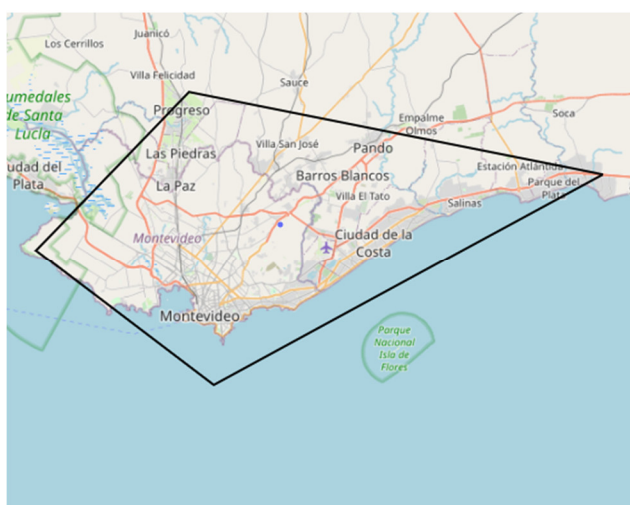 Juanicó
Los Cerrillos
Villa Felicidad
Sauce
umedales
de Santa
Lucía
Progreso
Empalme
Olmos
Soca
Villa San José
Pando
Las Piedras
udad del
Plata
Estación Atlántida
La Paz
Barros Blancos
Parque del
Plata
Villa El Tato
Salinas
Montevideo
Ciudad de la
Costa
Montevideo
Parque
Nacional
Isla de
Flores